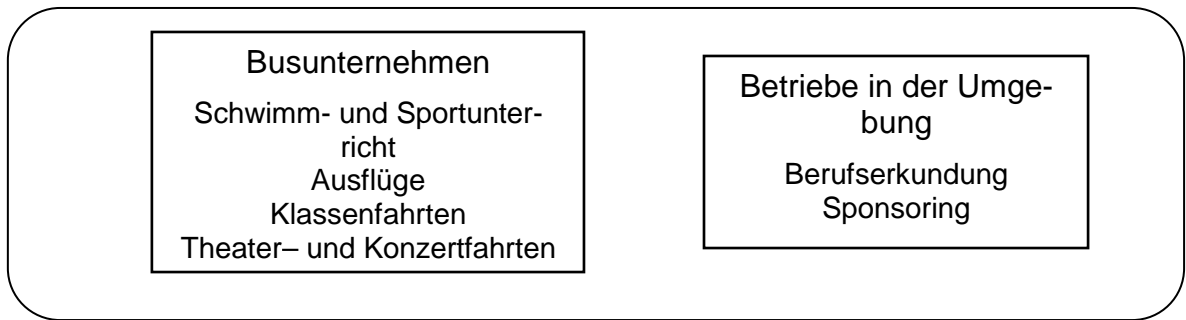 Busunternehmen
Schwimm- und Sportunter-
richt
Ausflüge
Klassenfahrten
Theater– und Konzertfahrten
Betriebe in der Umge-
bung
Berufserkundung
Sponsoring